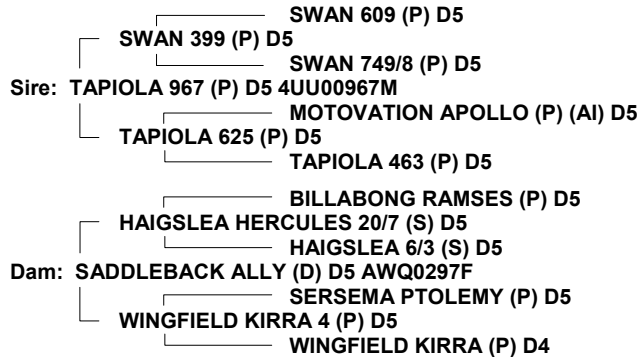 SWAN 609 (P) D5
SWAN 399 (P) D5
SWAN 749/8 (P) D5
Sire: TAPIOLA 967 (P) D5 4UU00967M
MOTOVATION APOLLO (P) (AI) D5
TAPIOLA 625 (P) D5
TAPIOLA 463 (P) D5
BILLABONG RAMSES (P) D5
HAIGSLEA HERCULES 20/7 (S) D5
HAIGSLEA 6/3 (S) D5
Dam: SADDLEBACK ALLY (D) D5 AWQ0297F
SERSEMA PTOLEMY (P) D5
WINGFIELD KIRRA 4 (P) D5
WINGFIELD KIRRA (P) D4